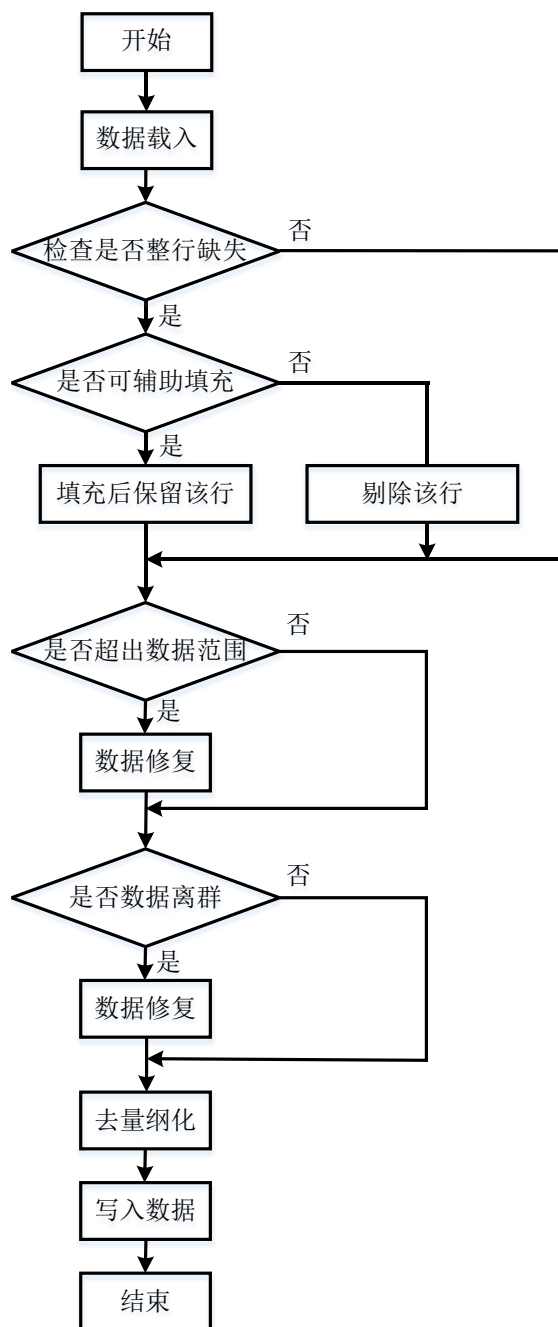 开始
数据载入
检查是否整行缺失
否
是
是否可辅助填充
否
是
填充后保留该行
剔除该行
是否超出数据范围
否
是
数据修复
是否数据离群
否
是
数据修复
去量纲化
写入数据
结束